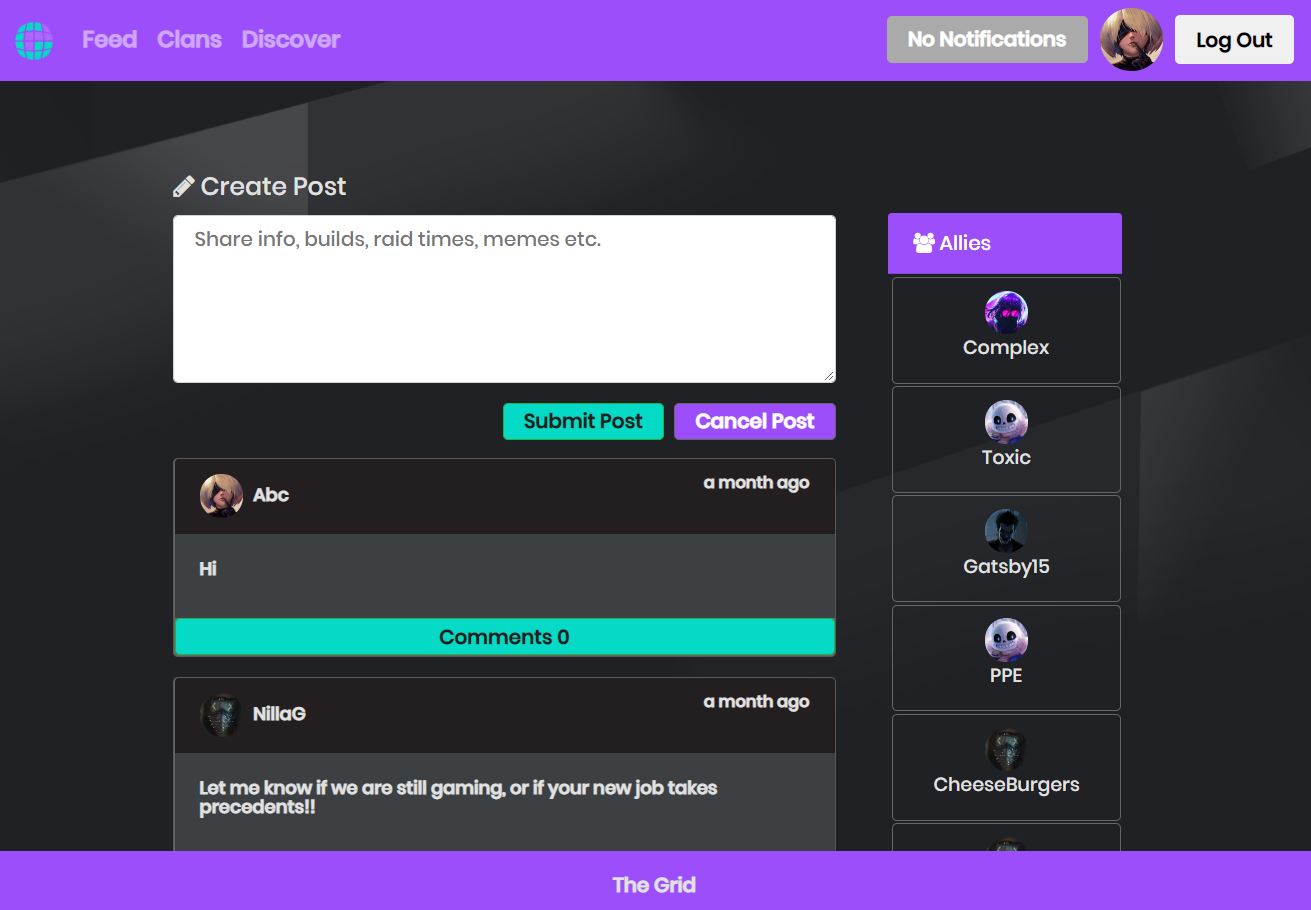 Feed Clans Discover No Notifications Log Out
Create Post
Share info, builds, raid times, memes etc.
Submit Post Cancel Post
Abc a month ago
Hi
Comments 0
NillaG a month ago
Let me know if we are still gaming, or if your new job takes
precedents!!
Allies
Complex
Toxic
Gatsby15
PPE
CheeseBurgers
The Grid